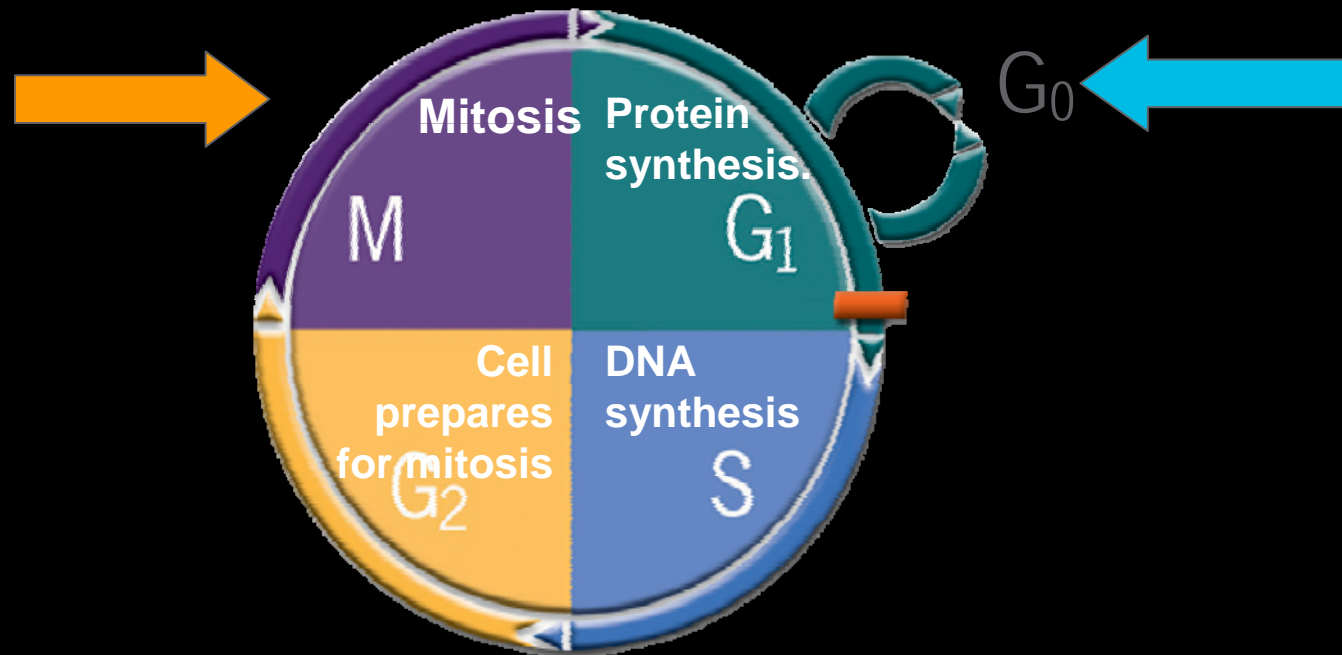 Mitosis
M
Protein
synthesis.
G₁
G₀
Cell
prepares
for mitosis
G₂
DNA
synthesis
S